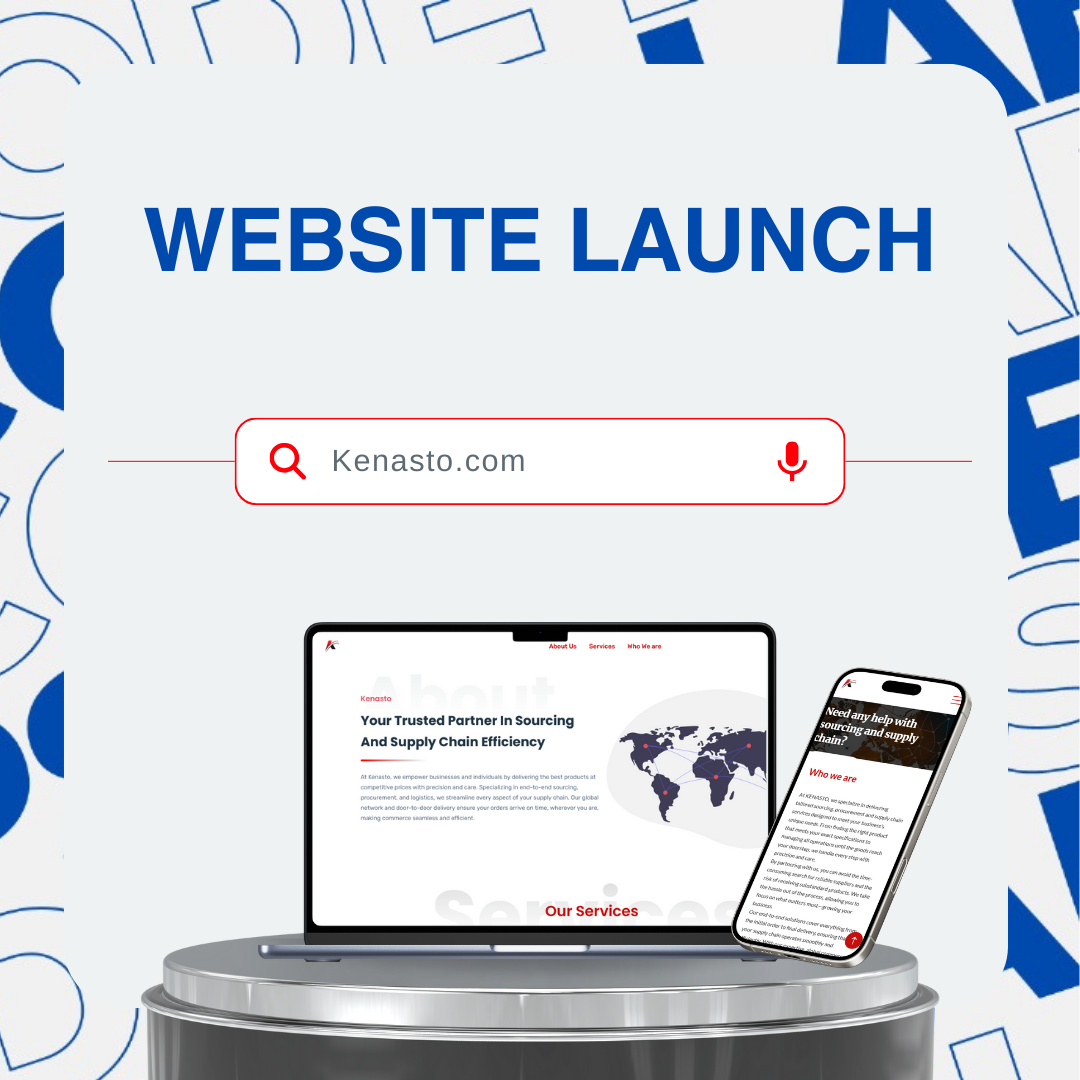 WEBSITE LAUNCH
Kenasto.com
About Us Services Who We are
About
Kenasto
Your Trusted Partner In Sourcing
And Supply Chain Efficiency
At Kenasto, we empower businesses and individuals by delivering the best products at
competitive prices with precision and care. Specializing in end-to-end sourcing,
procurement, and logistics, we streamline every aspect of your supply chain. Our global
network and door-to-door delivery ensure your orders arrive on time, wherever you are,
making commerce seamless and efficient.
Services
Our Services
Need any help with
sourcing and supply
chain?
Who we are
At KENASTO, we specialize in delivering
tailored sourcing, procurement and supply chain
services designed to meet your business's
unique needs. From finding the right product
that meets your exact specifications to
managing all operations until the goods reach
your doorstep, we handle every step with
precision and care.
By partnering with us, you can avoid the time-
consuming search for reliable suppliers and the
risk of receiving substandard products. We take
the hassle out of the process, allowing you to
focus on what matters most—growing your
business.
Our end-to-end solutions cover everything from
the initial order to final delivery, ensuring that
your supply chain operates smoothly and